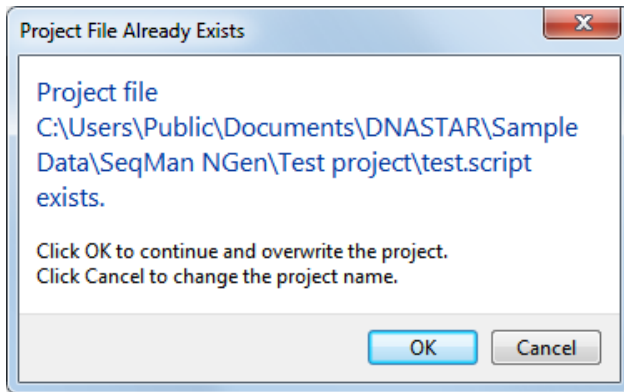 Project File Already Exists
Project file
C:\Users\Public\Documents\DNASTAR\Sample
Data\SeqMan NGen\Test project\test.script
exists.
Click OK to continue and overwrite the project.
Click Cancel to change the project name.
OK Cancel